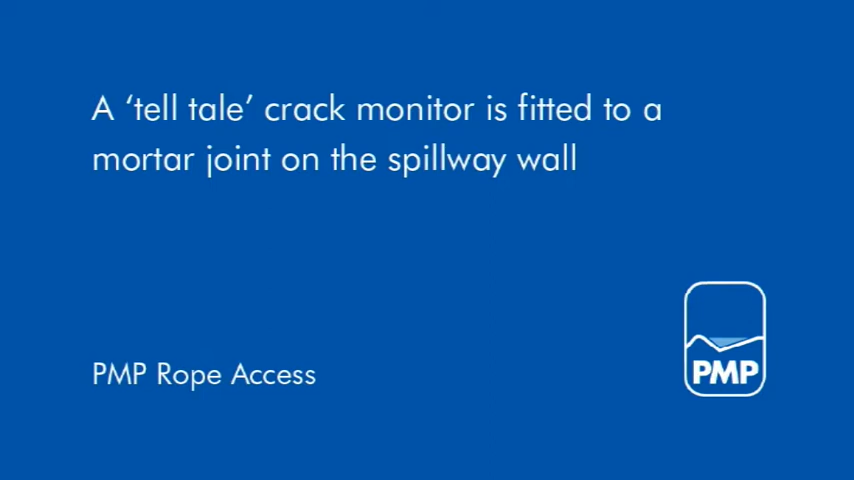 A ‘tell tale’ crack monitor is fitted to a
mortar joint on the spillway wall
PMP Rope Access
PMP